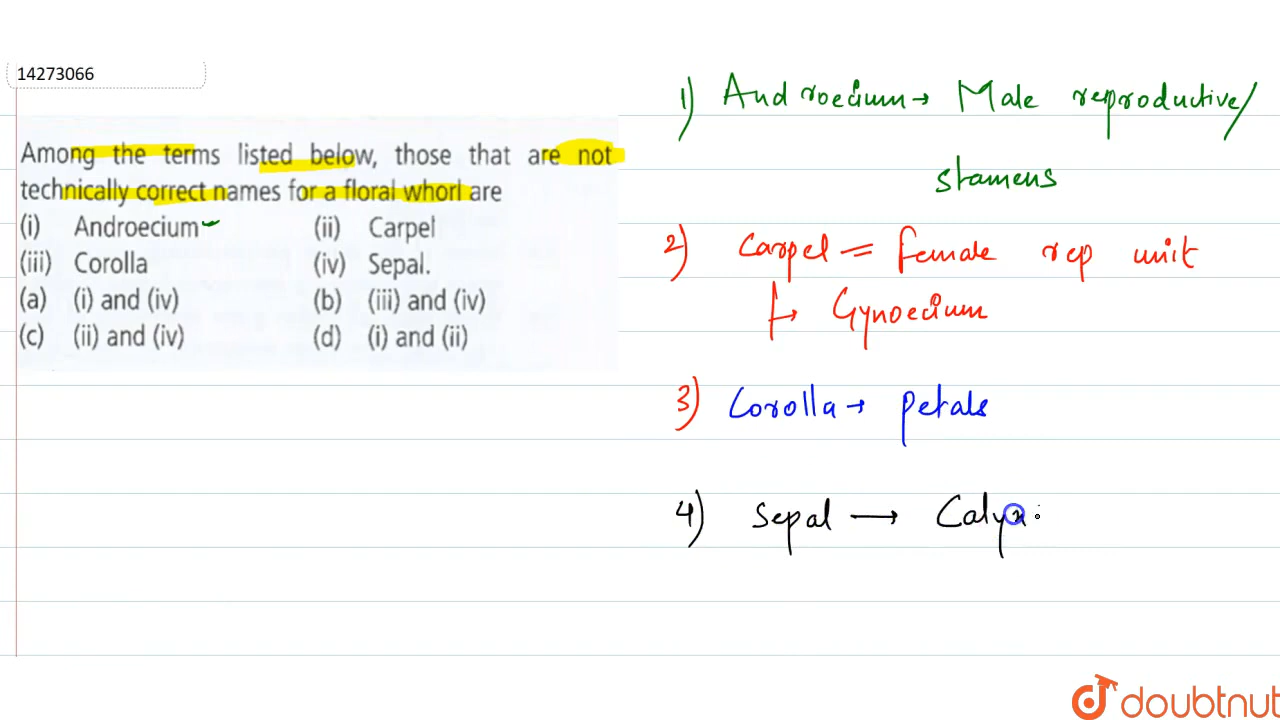 14273066
Among the terms listed below, those that are not
technically correct names for a floral whorl are
(i) Androecium (ii) Carpel
(iii) Corolla (iv) Sepal.
(a) (i) and (iv) (b) (iii) and (iv)
(c) (ii) and (iv) (d) (i) and (ii)
1) Androecium → Male reproductive/
stamens
2) Carpel = female rep unit
↳ Gynoecium
3) Corolla → petals
4) Sepal → Calyx.
doubtnut